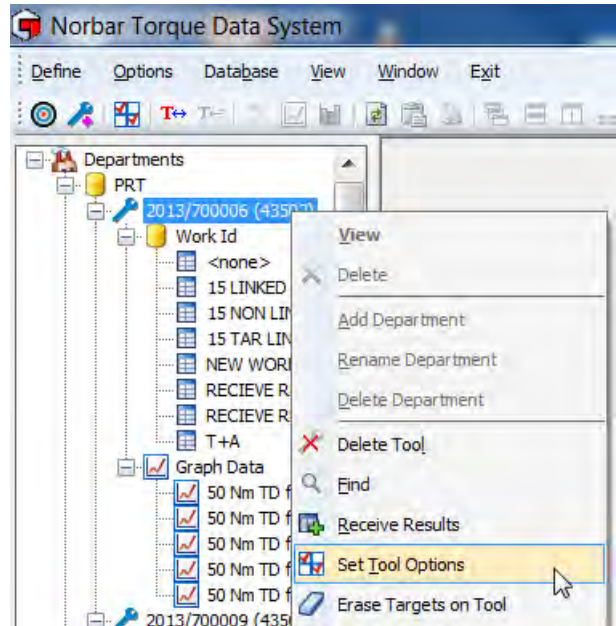 Norbar Torque Data System
Define Options Database View Window Exit
T T
Departments
PRT
2013/700006 (43503)
Work Id
<none>
15 LINKED
15 NON LIN
15 TAR LIN
NEW WOR
RECIEVE R
RECIEVE R
T+A
Graph Data
50 Nm TD f
50 Nm TD f
50 Nm TD f
50 Nm TD f
50 Nm TD f
2013/700009 (435
View
Delete
Add Department
Rename Department
Delete Department
Delete Tool
Find
Receive Results
Set Tool Options
Erase Targets on Tool